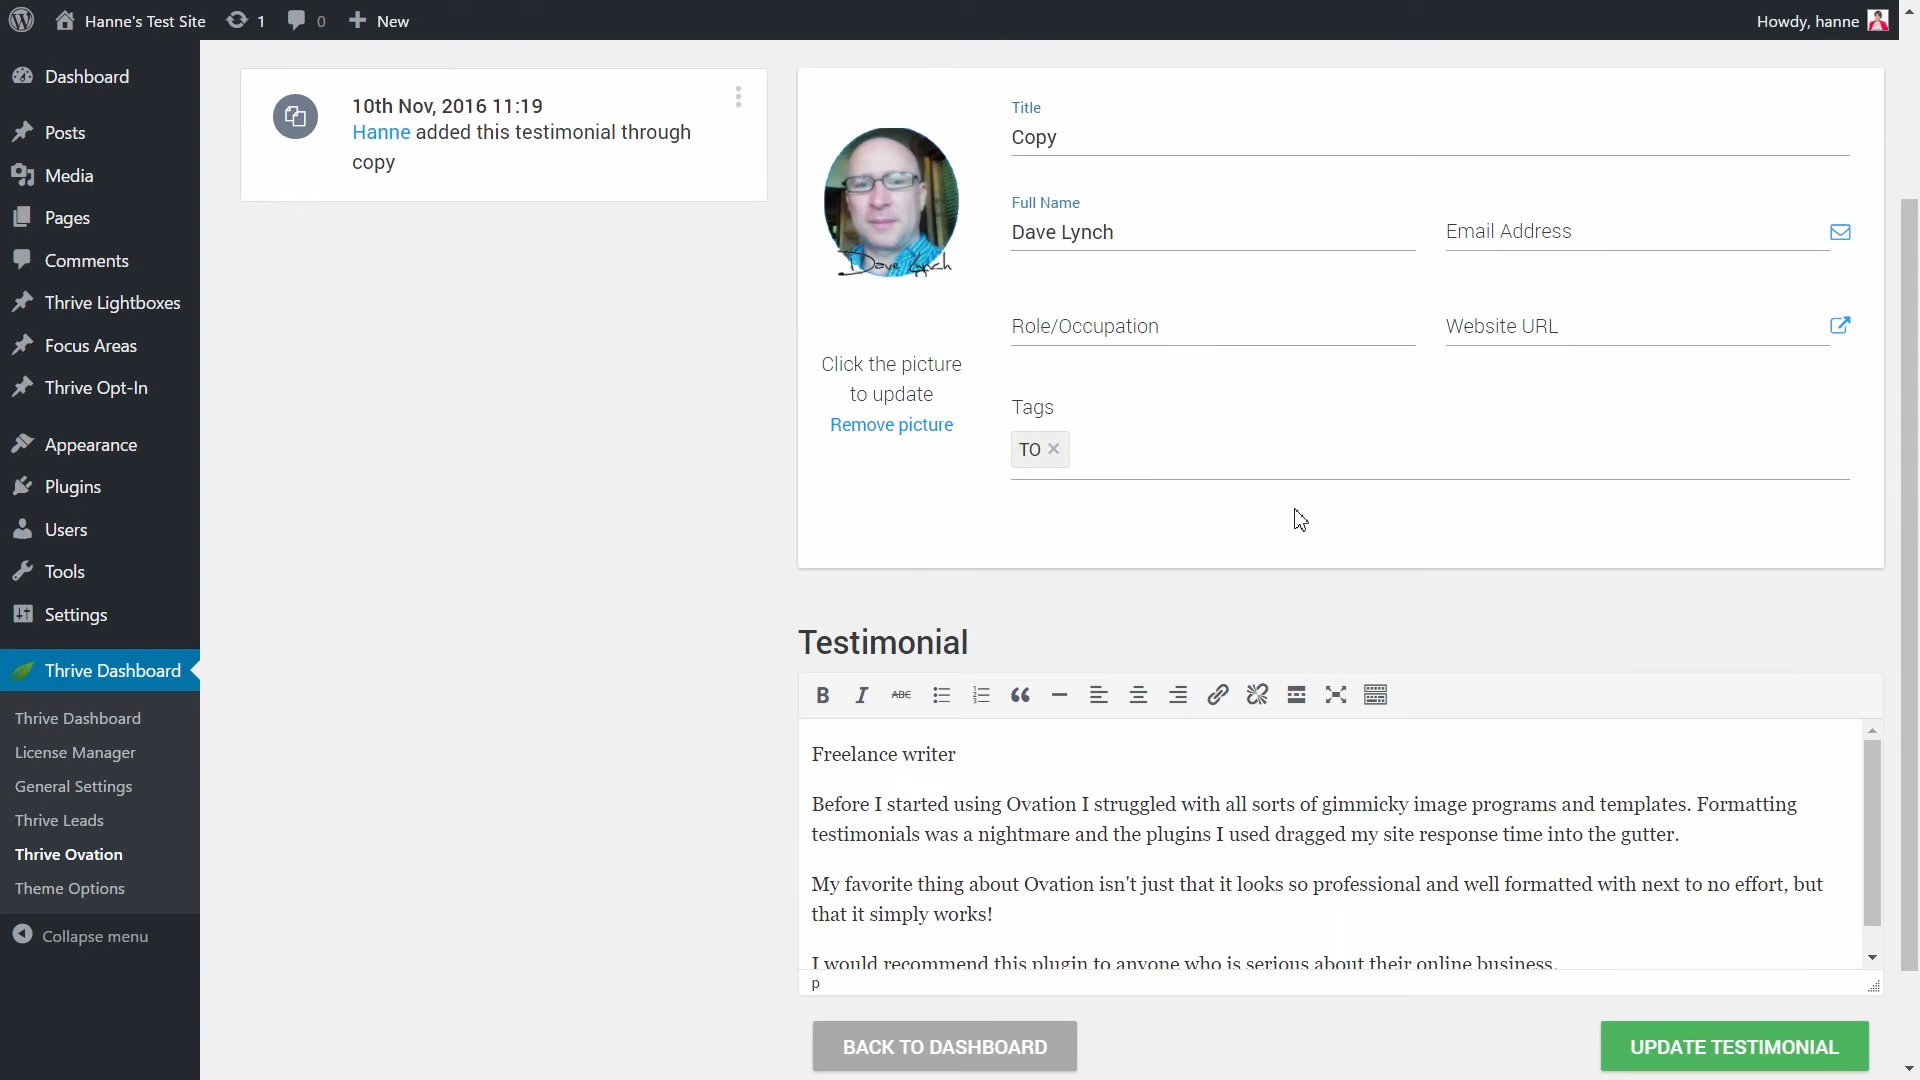 Hanne's Test Site
1
0
New
Howdy, hanne
Dashboard
Posts
Media
Pages
Comments
Thrive Lightboxes
Focus Areas
Thrive Opt-In
Appearance
Plugins
Users
Tools
Settings
Thrive Dashboard
Thrive Dashboard
License Manager
General Settings
Thrive Leads
Thrive Ovation
Theme Options
Collapse menu
10th Nov, 2016 11:19
Hanne added this testimonial through
copy
Dave Lynch
Click the picture
to update
Remove picture
Title
Copy
Full Name
Dave Lynch
Email Address
Role/Occupation
Website URL
Tags
TO
Testimonial
B I ABC
Freelance writer
Before I started using Ovation I struggled with all sorts of gimmicky image programs and templates. Formatting
testimonials was a nightmare and the plugins I used dragged my site response time into the gutter.
My favorite thing about Ovation isn't just that it looks so professional and well formatted with next to no effort, but
that it simply works!
I would recommend this plugin to anyone who is serious about their online business.
p
BACK TO DASHBOARD
UPDATE TESTIMONIAL